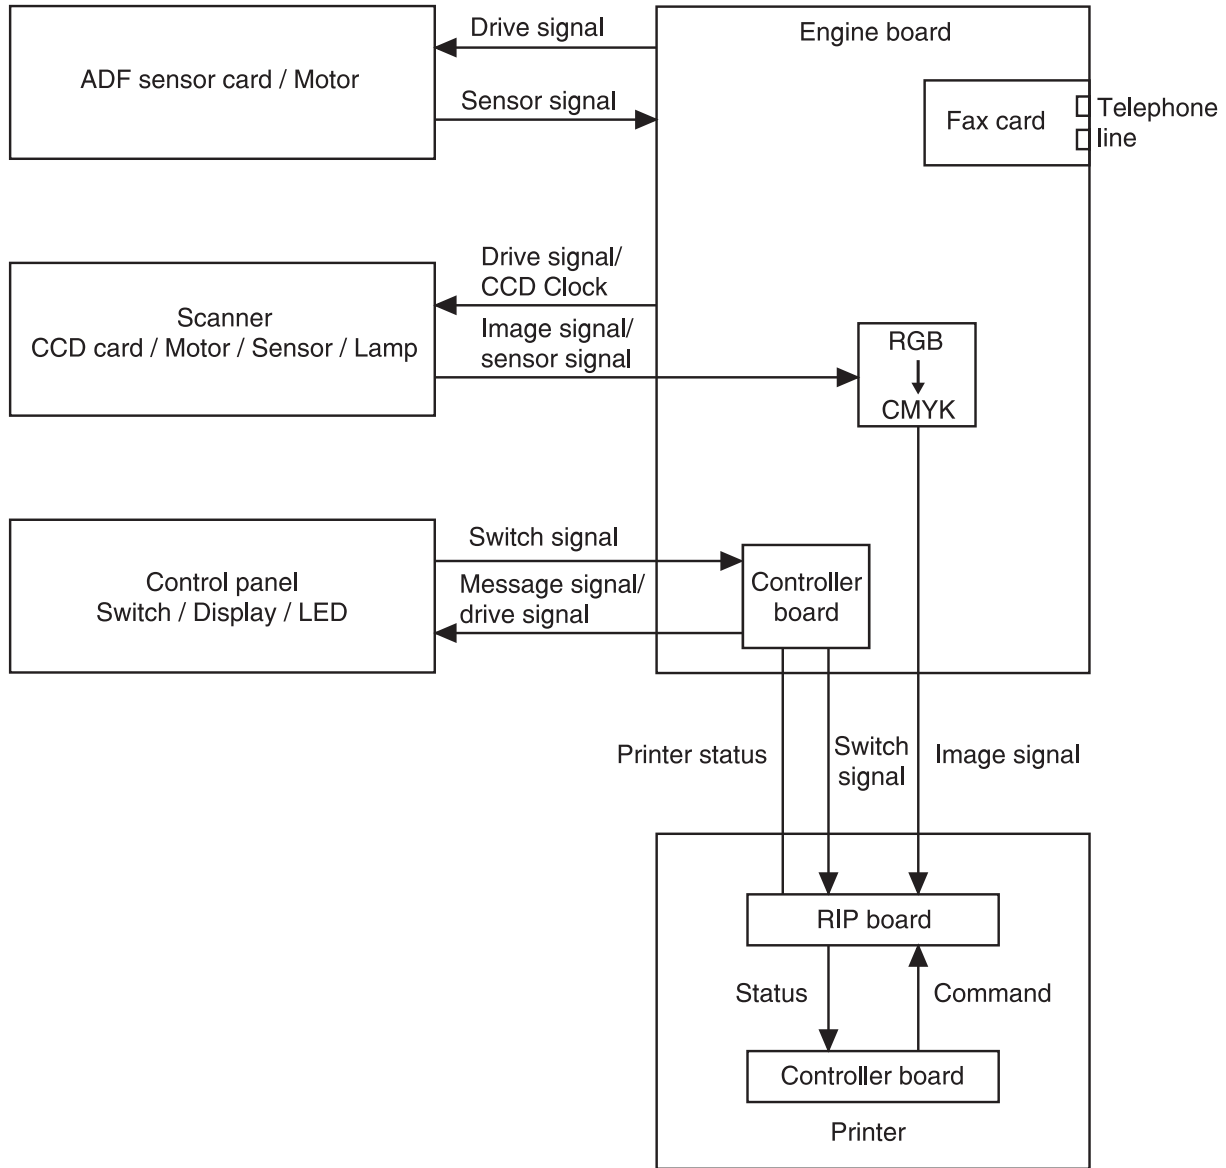 Drive signal
Engine board
ADF sensor card / Motor
Sensor signal
Fax card
Telephone
line
Drive signal/
CCD Clock
Scanner
CCD card / Motor / Sensor / Lamp
Image signal/
sensor signal
RGB
CMYK
Switch signal
Control panel
Switch / Display / LED
Message signal/
drive signal
Controller
board
Printer status
Switch
signal
Image signal
RIP board
Status
Command
Controller board
Printer